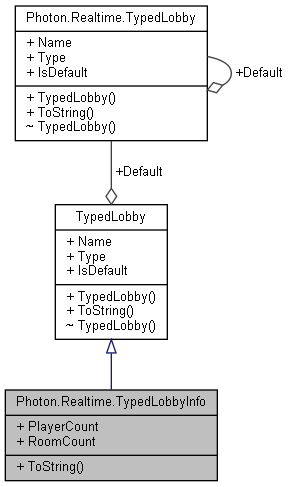 Photon.Realtime.TypedLobby
+ Name
+ Type
+ IsDefault
+ TypedLobby()
+ ToString()
~ TypedLobby()
+Default
+Default
TypedLobby
+ Name
+ Type
+ IsDefault
+ TypedLobby()
+ ToString()
~ TypedLobby()
Photon.Realtime.TypedLobbyInfo
+ PlayerCount
+ RoomCount
+ ToString()